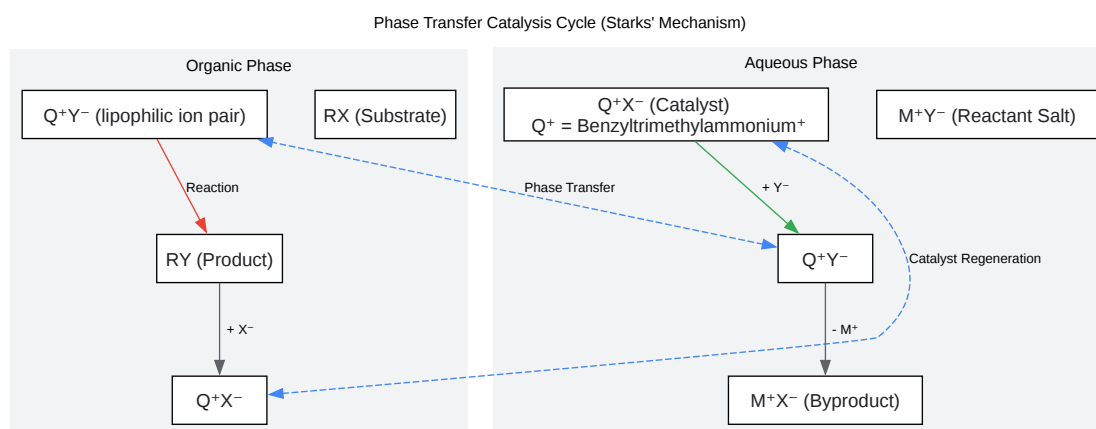 Phase Transfer Catalysis Cycle (Starks' Mechanism)
Organic Phase
Aqueous Phase
Q⁺Y⁻ (lipophilic ion pair)
RX (Substrate)
Q⁺X⁻ (Catalyst)
Q⁺ = Benzyltrimethylammonium⁺
M⁺Y⁻ (Reactant Salt)
Reaction
Phase Transfer
+ Y⁻
RY (Product)
Q⁺Y⁻
Catalyst Regeneration
+ X⁻
- M⁺
Q⁺X⁻
M⁺X⁻ (Byproduct)